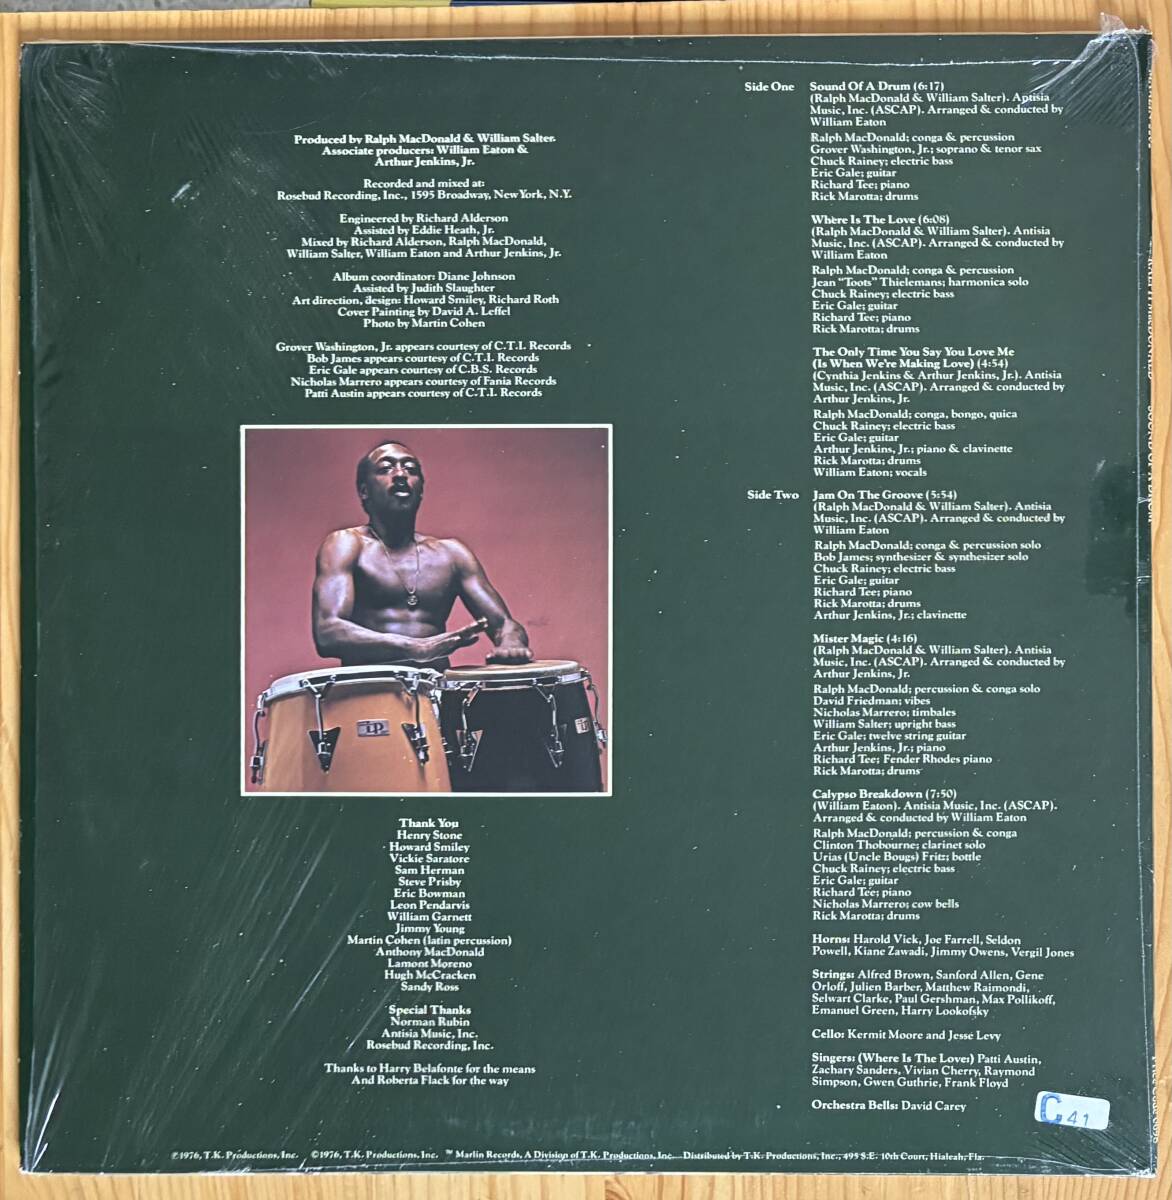 Produced by Ralph MacDonald & William Salter.
Associate producers: William Eaton &
Arthur Jenkins, Jr.
Recorded and mixed at:
Rosebud Recording, Inc., 1595 Broadway, New York, N.Y.
Engineered by Richard Alderson
Assisted by Eddie Heath, Jr.
Mixed by Richard Alderson, Ralph MacDonald,
William Salter, William Eaton and Arthur Jenkins, Jr.
Album coordinator: Diane Johnson
Assisted by Judith Slaughter
Art direction, design: Howard Smiley, Richard Roth
Cover Painting by David A. Leffel
Photo by Martin Cohen
Grover Washington, Jr. appears courtesy of C.T.I. Records
Bob James appears courtesy of C.T.I. Records
Eric Gale appears courtesy of C.B.S. Records
Nicholas Marrero appears courtesy of Fania Records
Patti Austin appears courtesy of C.T.I. Records
LP
Thank You
Henry Stone
Howard Smiley
Vickie Saratore
Sam Herman
Steve Prisby
Eric Bowman
Leon Pendarvis
William Garnett
Jimmy Young
Martin Cohen (latin percussion)
Anthony MacDonald
Lamont Moreno
Hugh McCracken
Sandy Ross
Special Thanks
Norman Rubin
Antisia Music, Inc.
Rosebud Recording, Inc.
Thanks to Harry Belafonte for the means
And Roberta Flack for the way
Side One Sound Of A Drum (6:17)
(Ralph MacDonald & William Salter). Antisia
Music, Inc. (ASCAP). Arranged & conducted by
William Eaton
Ralph MacDonald; conga & percussion
Grover Washington, Jr.; soprano & tenor sax
Chuck Rainey; electric bass
Eric Gale; guitar
Richard Tee; piano
Rick Marotta; drums
Where Is The Love (6:08)
(Ralph MacDonald & William Salter). Antisia
Music, Inc. (ASCAP). Arranged & conducted by
William Eaton
Ralph MacDonald; conga & percussion
Jean "Toots" Thielemans; harmonica solo
Chuck Rainey; electric bass
Eric Gale; guitar
Richard Tee; piano
Rick Marotta; drums
The Only Time You Say You Love Me
(Is When We're Making Love) (4:54)
(Cynthia Jenkins & Arthur Jenkins, Jr.). Antisia
Music, Inc. (ASCAP). Arranged & conducted by
Arthur Jenkins, Jr.
Ralph MacDonald; conga, bongo, quica
Chuck Rainey; electric bass
Eric Gale; guitar
Arthur Jenkins, Jr.; piano & clavinette
Rick Marotta; drums
William Eaton; vocals
Side Two Jam On The Groove (5:54)
(Ralph MacDonald & William Salter). Antisia
Music, Inc. (ASCAP). Arranged & conducted by
William Eaton
Ralph MacDonald; conga & percussion solo
Bob James; synthesizer & synthesizer solo
Chuck Rainey; electric bass
Eric Gale; guitar
Richard Tee; piano
Rick Marotta; drums
Arthur Jenkins, Jr.; clavinette
Mister Magic (4:16)
(Ralph MacDonald & William Salter). Antisia
Music, Inc. (ASCAP). Arranged & conducted by
Arthur Jenkins, Jr.
Ralph MacDonald; percussion & conga solo
David Friedman; vibes
Nicholas Marrero; timbales
William Salter; upright bass
Eric Gale; twelve string guitar
Arthur Jenkins, Jr.; piano
Richard Tee; Fender Rhodes piano
Rick Marotta; drums
Calypso Breakdown (7:50)
(William Eaton). Antisia Music, Inc. (ASCAP).
Arranged & conducted by William Eaton
Ralph MacDonald; percussion & conga
Clinton Thobourne; clarinet solo
Urias (Uncle Bougs) Fritz; bottle
Chuck Rainey; electric bass
Eric Gale; guitar
Richard Tee; piano
Nicholas Marrero; cow bells
Rick Marotta; drums
Horns: Harold Vick, Joe Farrell, Seldon
Powell, Kiane Zawadi, Jimmy Owens, Vergil Jones
Strings: Alfred Brown, Sanford Allen, Gene
Orloff, Julien Barber, Matthew Raimondi,
Selwart Clarke, Paul Gershman, Max Pollikoff,
Emanuel Green, Harry Lookofsky
Cello: Kermit Moore and Jesse Levy
Singers: (Where Is The Love:) Patti Austin,
Zachary Sanders, Vivian Cherry, Raymond
Simpson, Gwen Guthrie, Frank Floyd
Orchestra Bells: David Carey
C 41
℗1976, T.K. Productions, Inc. ©1976, T.K. Productions, Inc. ™Marlin Records, A Division of T.K. Productions, Inc. Distributed by T.K. Productions, Inc., 495 S.E. 10th Court, Hialeah, Fla.